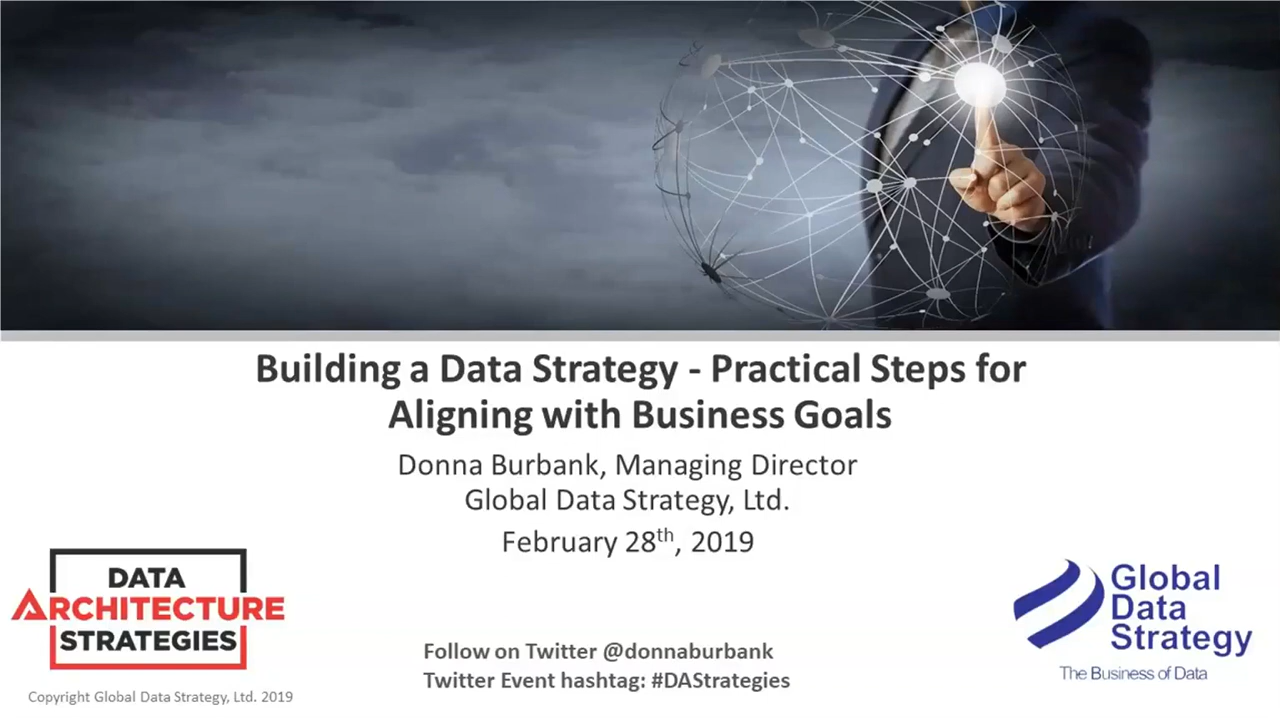 Building a Data Strategy - Practical Steps for
Aligning with Business Goals
Donna Burbank, Managing Director
Global Data Strategy, Ltd.
February 28th, 2019
DATA
ARCHITECTURE
STRATEGIES
Global
Data
Strategy
The Business of Data
Follow on Twitter @donnaburbank
Twitter Event hashtag: #DAStrategies
Copyright Global Data Strategy, Ltd. 2019